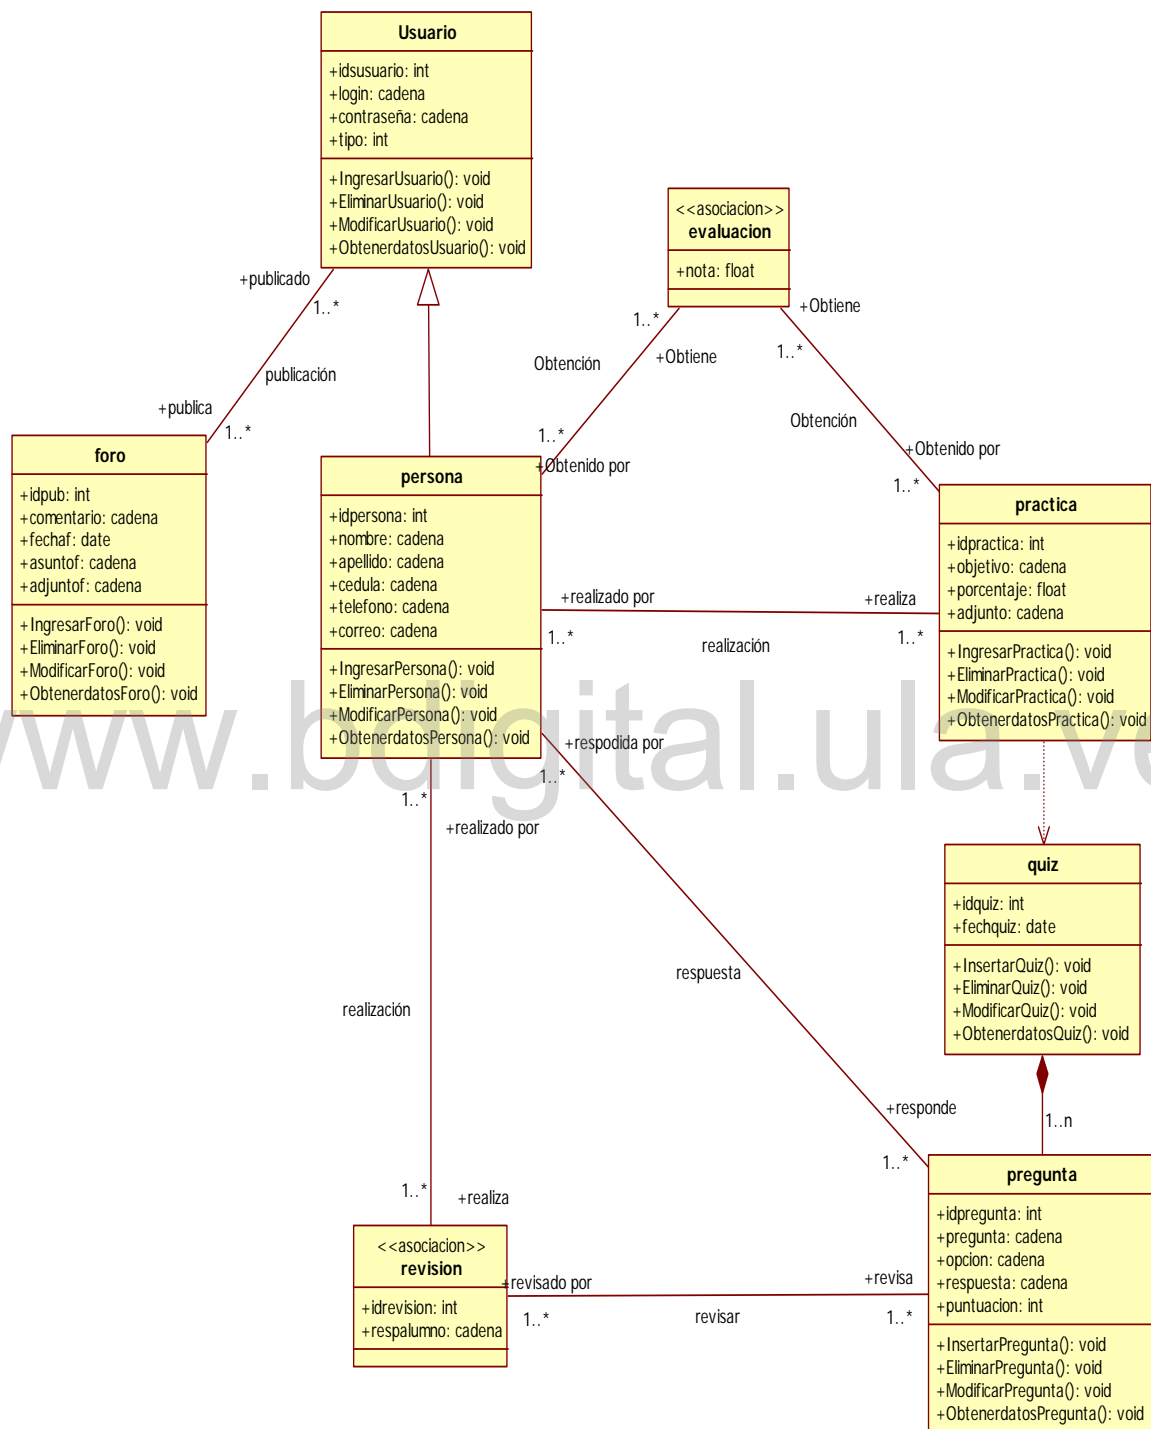 Usuario
+idsusuario: int
+login: cadena
+contraseña: cadena
+tipo: int
+IngresarUsuario(): void
+EliminarUsuario(): void
+ModificarUsuario(): void
+ObtenerdatosUsuario(): void
<<asociacion>>
evaluacion
+nota: float
+publicado
1..*
publicación
+publica
1..*
1..*
+Obtiene
Obtención
1..*
+Obtenido por
+Obtiene
1..*
Obtención
+Obtenido por
1..*
foro
+idpub: int
+comentario: cadena
+fechaf: date
+asuntof: cadena
+adjuntof: cadena
+IngresarForo(): void
+EliminarForo(): void
+ModificarForo(): void
+ObtenerdatosForo(): void
persona
+idpersona: int
+nombre: cadena
+apellido: cadena
+cedula: cadena
+telefono: cadena
+correo: cadena
+IngresarPersona(): void
+EliminarPersona(): void
+ModificarPersona(): void
+ObtenerdatosPersona(): void
practica
+idpractica: int
+objetivo: cadena
+porcentaje: float
+adjunto: cadena
+IngresarPractica(): void
+EliminarPractica(): void
+ModificarPractica(): void
+ObtenerdatosPractica(): void
+realizado por
+realiza
1..*
realización
1..*
www.bdigital.ula.ve
+respodida por
1..*
1..*
+realizado por
quiz
+idquiz: int
+fechquiz: date
+InsertarQuiz(): void
+EliminarQuiz(): void
+ModificarQuiz(): void
+ObtenerdatosQuiz(): void
respuesta
realización
+responde
1..*
1..n
1..*
+realiza
<<asociacion>>
revision
+idrevision: int
+respalumno: cadena
+revisado por
+revisa
1..*
revisar
1..*
pregunta
+idpregunta: int
+pregunta: cadena
+opcion: cadena
+respuesta: cadena
+puntuacion: int
+InsertarPregunta(): void
+EliminarPregunta(): void
+ModificarPregunta(): void
+ObtenerdatosPregunta(): void